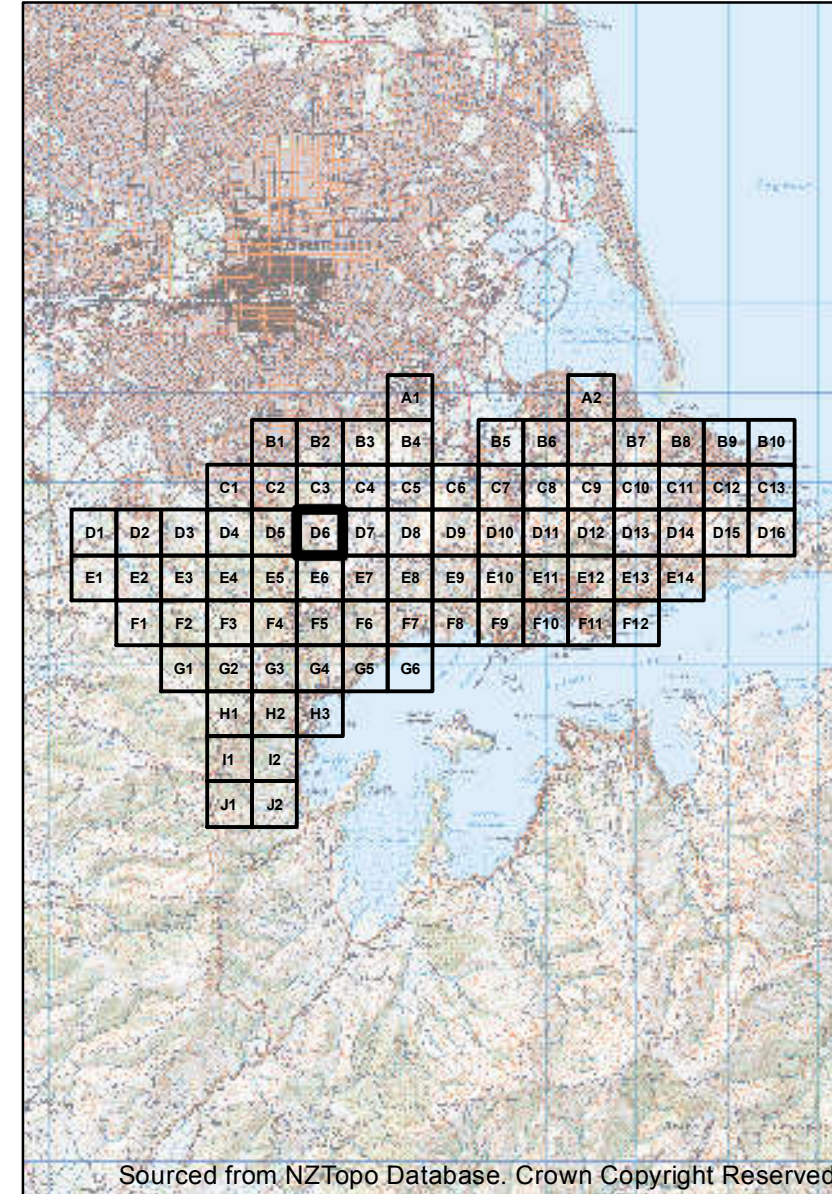 A1 A2
B1 B2 B3 B4 B5 B6 B7 B8 B9 B10
C1 C2 C3 C4 C5 C6 C7 C8 C9 C10 C11 C12 C13
D1 D2 D3 D4 D5 D6 D7 D8 D9 D10 D11 D12 D13 D14 D15 D16
E1 E2 E3 E4 E5 E6 E7 E8 E9 E10 E11 E12 E13 E14
F1 F2 F3 F4 F5 F6 F7 F8 F9 F10 F11 F12
G1 G2 G3 G4 G5 G6
H1 H2 H3
I1 I2
J1 J2
Sourced from NZTopo Database. Crown Copyright Reserved